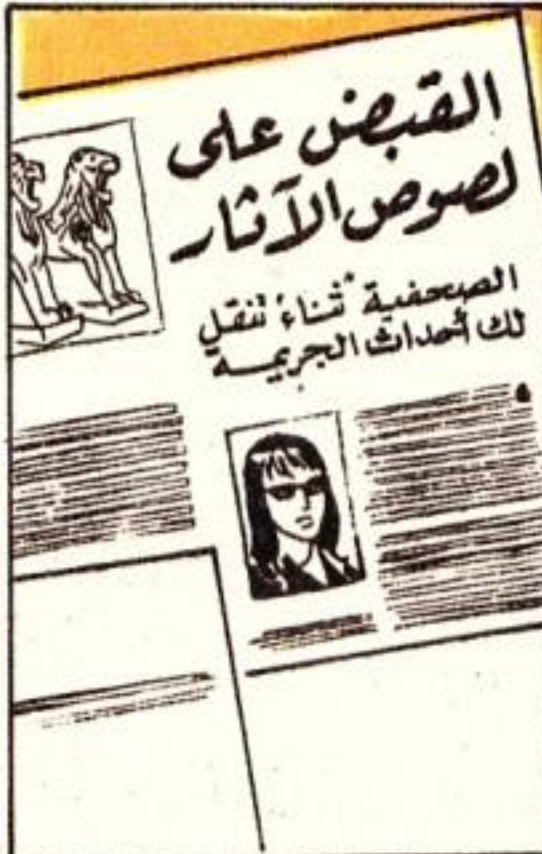 القبض على
لصوص الآثار
الصحفية "ثناء" تنقل
لك أحداث الجريمة